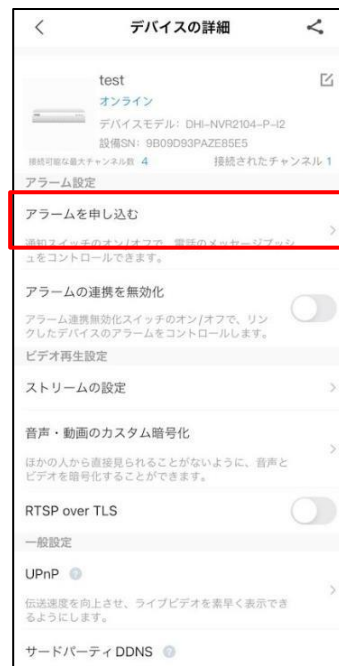 デバイスの詳細
test
オンライン
デバイスモデル: DHI-NVR2104-P-I2
設備SN: 9B09D93PAZE85E5
接続可能な最大チャンネル数 4
接続されたチャンネル 1
アラーム設定
アラームを申し込む
通知スイッチのオン/オフで、電話のメッセージプッシ
ュをコントロールできます。
アラームの連携を無効化
アラーム連携無効化スイッチのオン/オフで、リン
クしたデバイスのアラームをコントロールします。
ビデオ再生設定
ストリームの設定
音声・動画のカスタム暗号化
ほかの人から直接見られることがないように、音声と
ビデオを暗号化することができます。
RTSP over TLS
一般設定
UPnP
伝送速度を向上させ、ライブビデオを素早く表示でき
るようにします。
サードパーティ DDNS